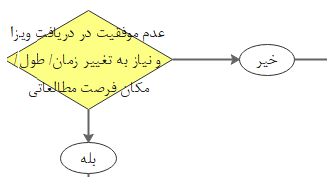 عدم موفقیت در دریافت ویزا
و نیاز به تغییر زمان/ طول/
مکان فرصت مطالعاتی
خیر
بله